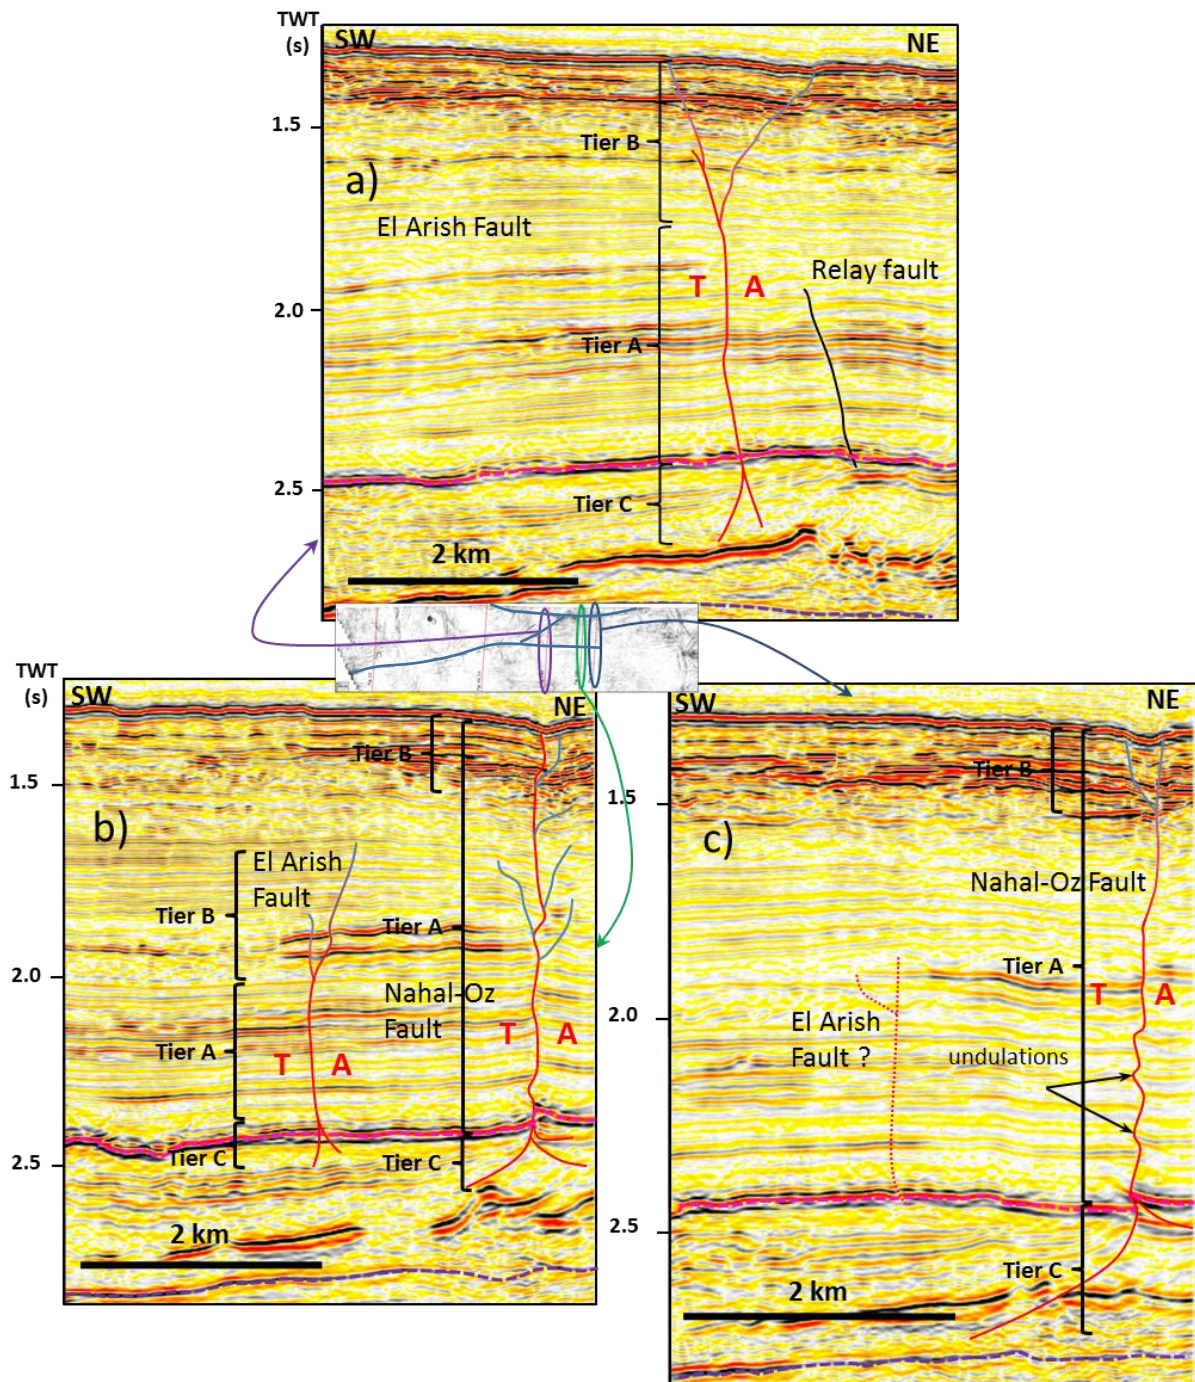 TWT
(s)
SW
NE
1.5
Tier B
a)
El Arish Fault
Relay fault
T A
2.0
Tier A
2.5
Tier C
2 km
TWT
(s)
SW
NE
Tier B
1.5
b)
El Arish
Fault
Tier B
Tier A
2.0
Nahal-Oz
Fault
Tier A
T A
T A
Tier C
Tier C
2.5
2 km
SW
NE
Tier B
1.5
c)
Nahal-Oz Fault
Tier A
T A
2.0
El Arish
Fault ?
undulations
2.5
Tier C
2 km